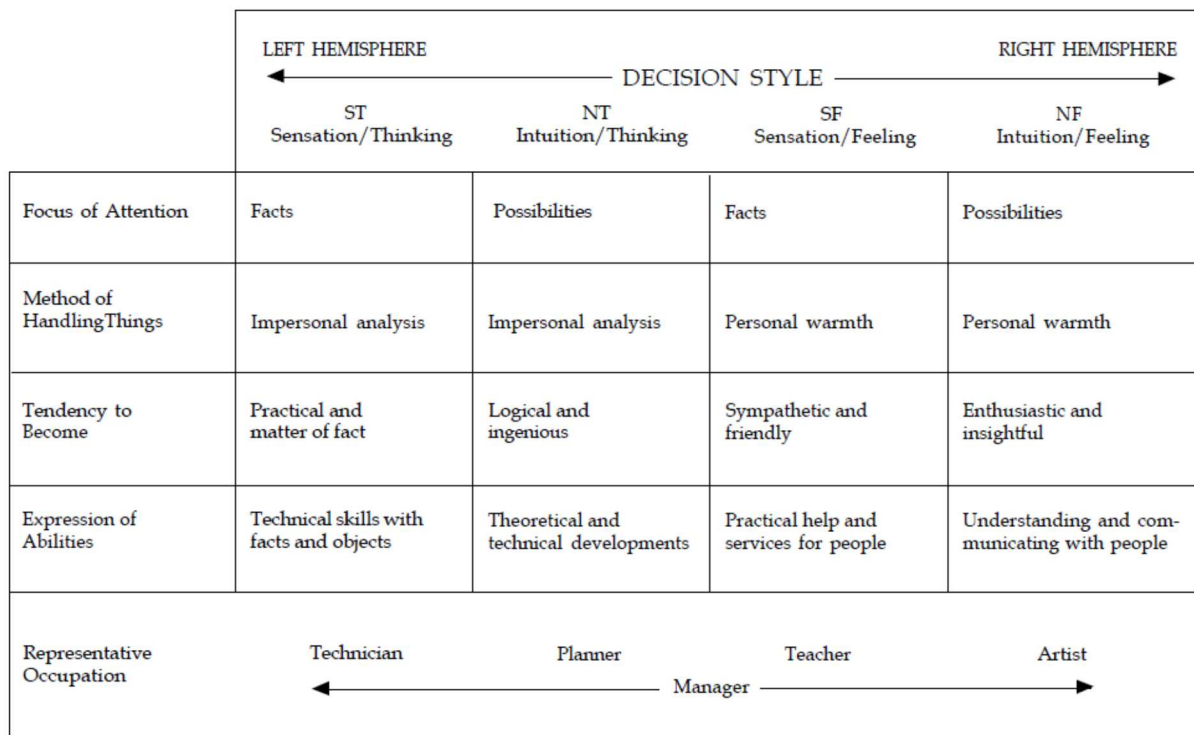 LEFT HEMISPHERE RIGHT HEMISPHERE
DECISION STYLE
ST NT SF NF
Sensation/Thinking Intuition/Thinking Sensation/Feeling Intuition/Feeling
Focus of Attention Facts Possibilities Facts Possibilities
Method of
HandlingThings Impersonal analysis Impersonal analysis Personal warmth Personal warmth
Tendency to Practical and Logical and Sympathetic and Enthusiastic and
Become matter of fact ingenious friendly insightful
Expression of Technical skills with Theoretical and Practical help and Understanding and com-
Abilities facts and objects technical developments services for people municating with people
Representative Technician Planner Teacher Artist
Occupation
Manager